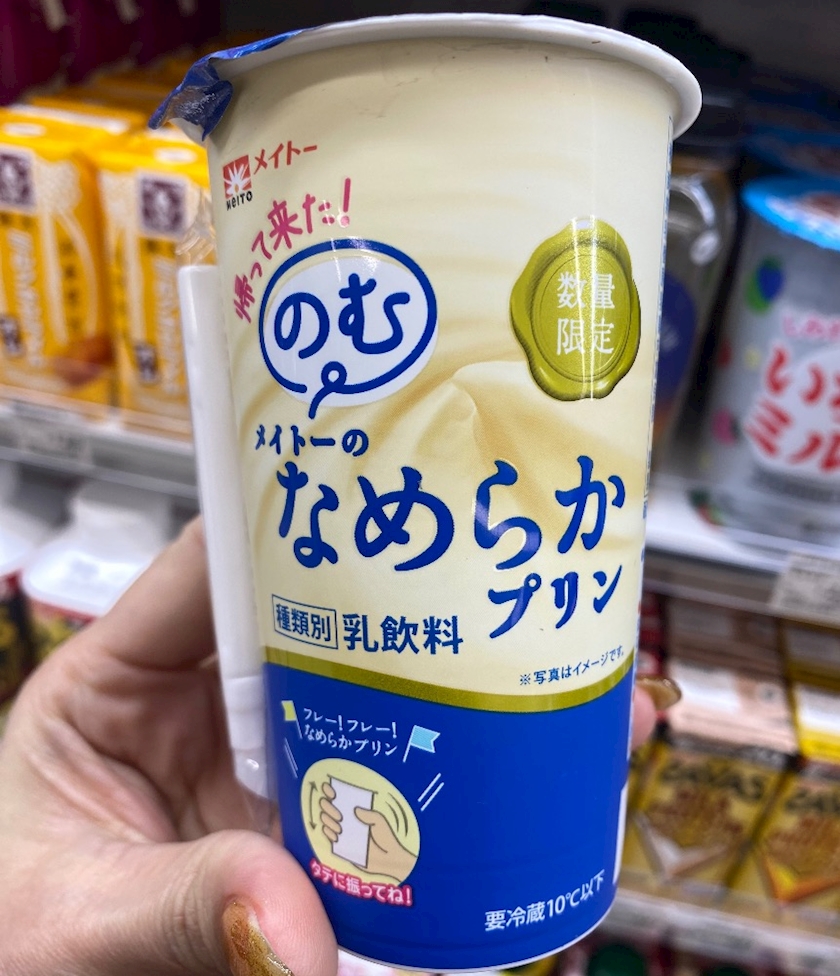 メイトー
MEITO
帰って来た!
のむ
数量
限定
メイトーの
なめらか
プリン
種類別 乳飲料
※写真はイメージです。
フレー!フレー!
なめらかプリン
タテに振ってね!
要冷蔵10℃以下
ミル